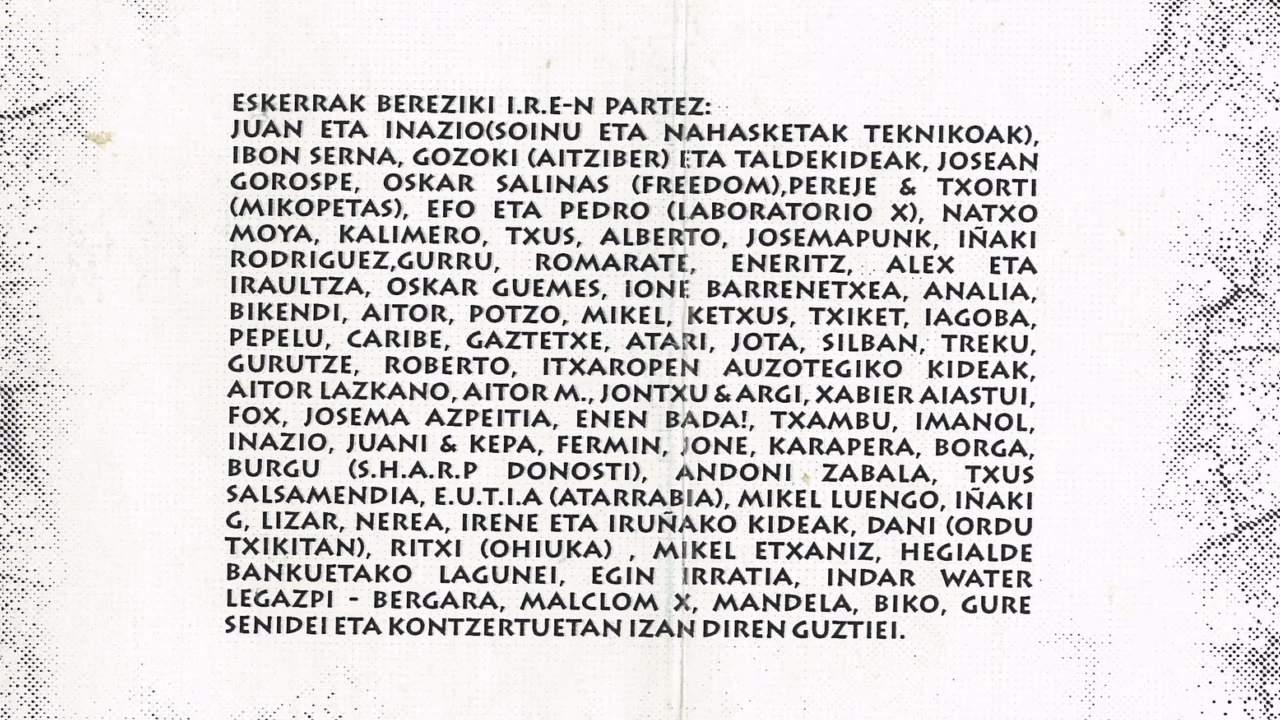 ESKERRAK BEREZIKI I.R.E-N PARTEZ:
JUAN ETA INAZIO(SOINU ETA NAHASKETAK TEKNIKOAK),
IBON SERNA, GOZOKI (AITZIBER) ETA TALDEKIDEAK, JOSEAN
GOROSPE, OSKAR SALINAS (FREEDOM),PEREJE & TXORTI
(MIKOPETAS), EFO ETA PEDRO (LABORATORIO X), NATXO
MOYA, KALIMERO, TXUS, ALBERTO, JOSEMAPUNK, IÑAKI
RODRIGUEZ,GURRU, ROMARATE, ENERITZ, ALEX ETA
IRAULTZA, OSKAR GUEMES, IONE BARRENETXEA, ANALIA,
BIKENDI, AITOR, POTZO, MIKEL, KETXUS, TXIKET, IAGOBA,
PEPELU, CARIBE, GAZTETXE, ATARI, JOTA, SILBAN, TREKU,
GURUTZE, ROBERTO, ITXAROPEN AUZOTEGIKO KIDEAK,
AITOR LAZKANO, AITOR M., JONTXU & ARGI, XABIER AIASTUI,
FOX, JOSEMA AZPEITIA, ENEN BADA!, TXAMBU, IMANOL,
INAZIO, JUANI & KEPA, FERMIN, JONE, KARAPERA, BORGA,
BURGU (S.H.A.R.P DONOSTI), ANDONI ZABALA, TXUS
SALSAMENDIA, E.U.T.I.A (ATARRABIA), MIKEL LUENGO, IÑAKI
G, LIZAR, NEREA, IRENE ETA IRUÑAKO KIDEAK, DANI (ORDU
TXIKITAN), RITXI (OHIUKA) , MIKEL ETXANIZ, HEGIALDE
BANKUETAKO LAGUNEI, EGIN IRRATIA, INDAR WATER
LEGAZPI - BERGARA, MALCLOM X, MANDELA, BIKO, GURE
SENIDEI ETA KONTZERTUETAN IZAN DIREN GUZTIEI.